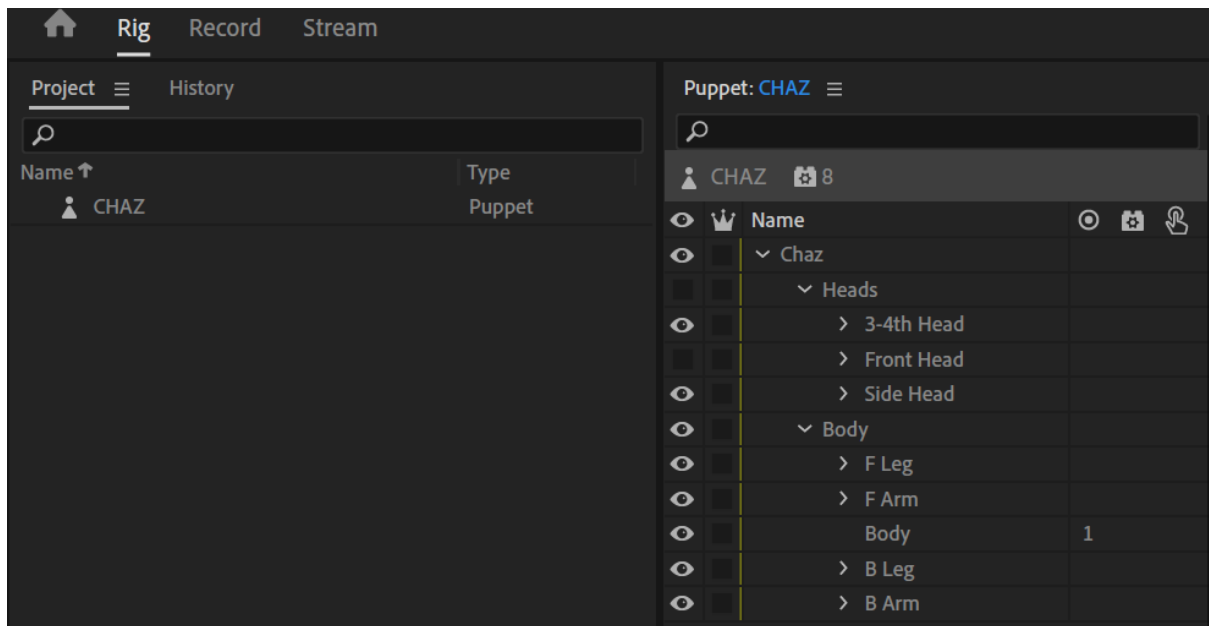 Rig Record Stream
Project History
Name Type
CHAZ Puppet
Puppet: CHAZ
CHAZ 8
Name
Chaz
Heads
3-4th Head
Front Head
Side Head
Body
F Leg
F Arm
Body 1
B Leg
B Arm